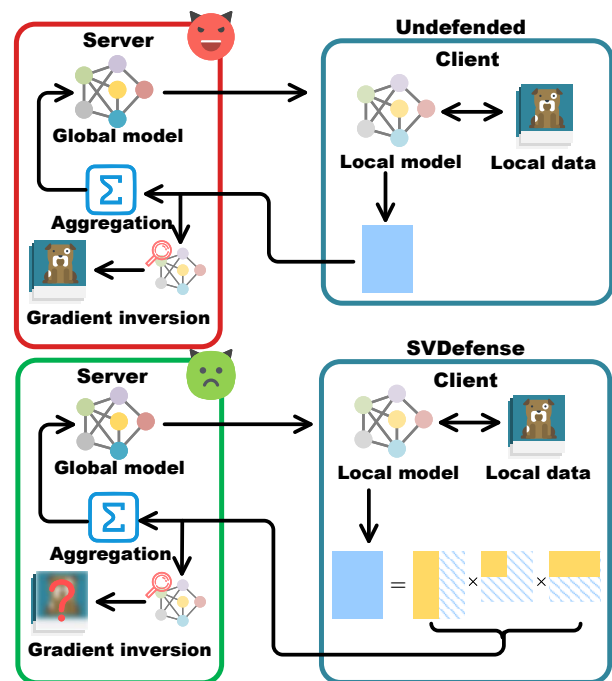 Undefended
Server
Client
Global model
Local model
Local data
Σ
Aggregation
Gradient inversion
SVDefense
Server
Client
Global model
Local model
Local data
Σ
Aggregation
= × ×
?
Gradient inversion